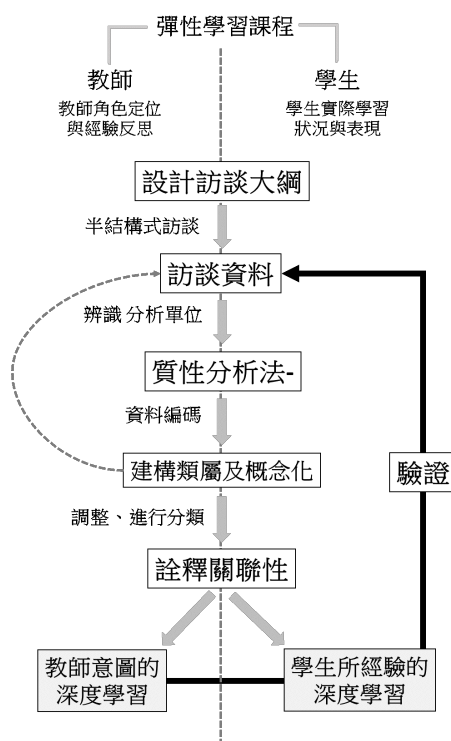 彈性學習課程
教師
學生
教師角色定位
與經驗反思
學生實際學習
狀況與表現
設計訪談大綱
半結構式訪談
訪談資料
辨識 分析單位
質性分析法-
資料編碼
建構類屬及概念化
驗證
調整、進行分類
詮釋關聯性
教師意圖的
深度學習
學生所經驗的
深度學習